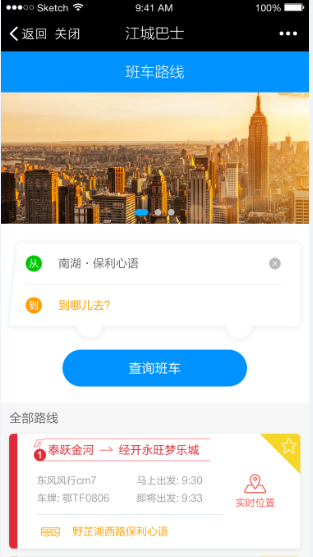 Sketch 9:41 AM 100%
返回 关闭 江城巴士
班车路线
从 南湖·保利心语
到 到哪儿去?
查询班车
全部路线
1 泰跃金河 经开永旺梦乐城
东风风行cm7 马上出发: 9:30
车牌: 鄂TF0806 即将出发: 9:33
实时位置
野芷湖西路保利心语